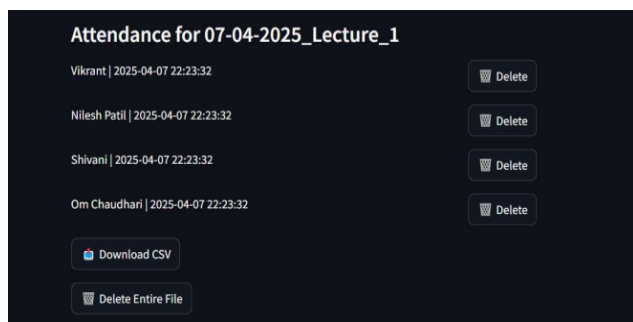 Attendance for 07-04-2025_Lecture_1
Vikrant | 2025-04-07 22:23:32
Delete
Nilesh Patil | 2025-04-07 22:23:32
Delete
Shivani | 2025-04-07 22:23:32
Delete
Om Chaudhari | 2025-04-07 22:23:32
Delete
Download CSV
Delete Entire File